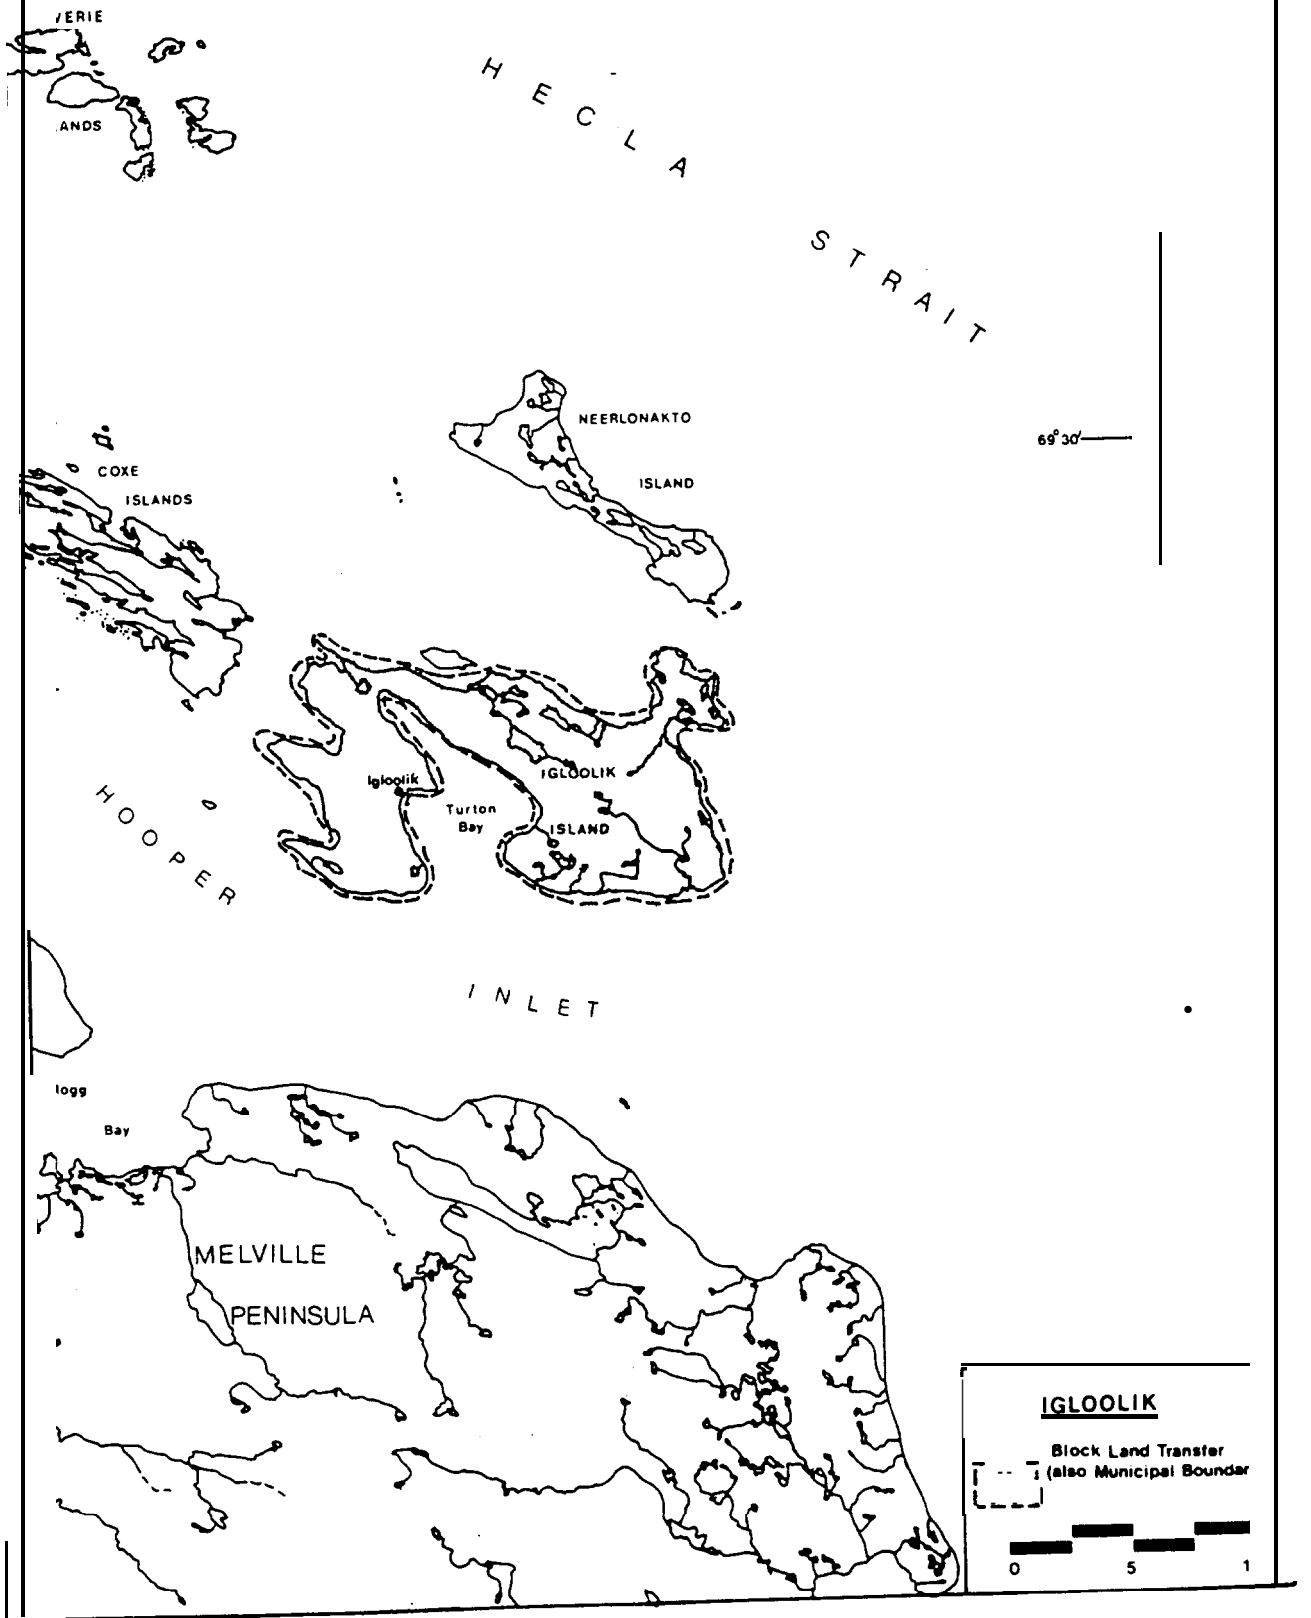 VERIE
ANDS
HECLA
STRAIT
NEERLONAKTO
ISLAND
69° 30'
COXE
ISLANDS
Igloolik
IGLOOLIK
Turton
Bay
ISLAND
HOOPER
INLET
logg
Bay
MELVILLE
PENINSULA
IGLOOLIK
Block Land Transfer
(also Municipal Boundar
0 5 1